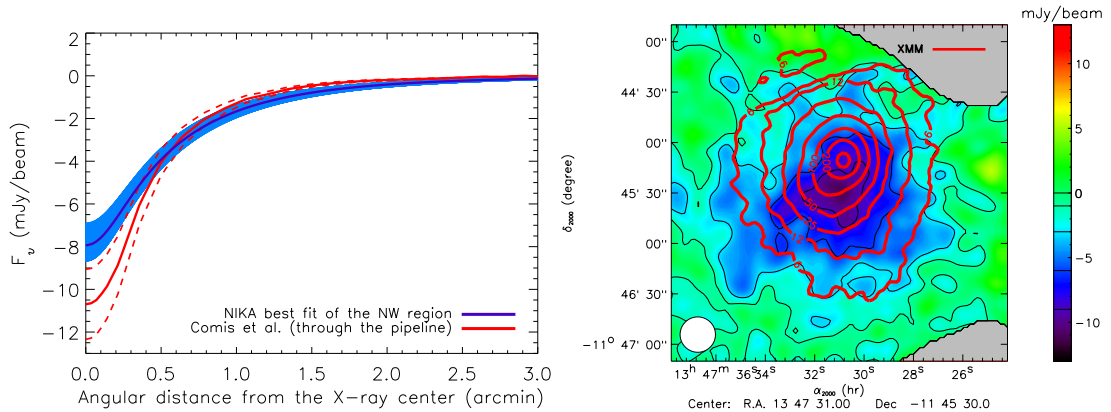 2
0
-2
-4
-6
-8
-10
-12
F_ν (mJy/beam)
NIKA best fit of the NW region
Comis et al. (through the pipeline)
0.0 0.5 1.0 1.5 2.0 2.5 3.0
Angular distance from the X-ray center (arcmin)
mJy/beam
XMM
00''
44' 30''
00''
45' 30''
00''
46' 30''
-11° 47' 00''
δ2000 (degree)
6
12
6
6
13h 47m 36s 34s 32s 30s 28s 26s
α2000 (hr)
Center: R.A. 13 47 31.00 Dec -11 45 30.0
10
5
0
-5
-10